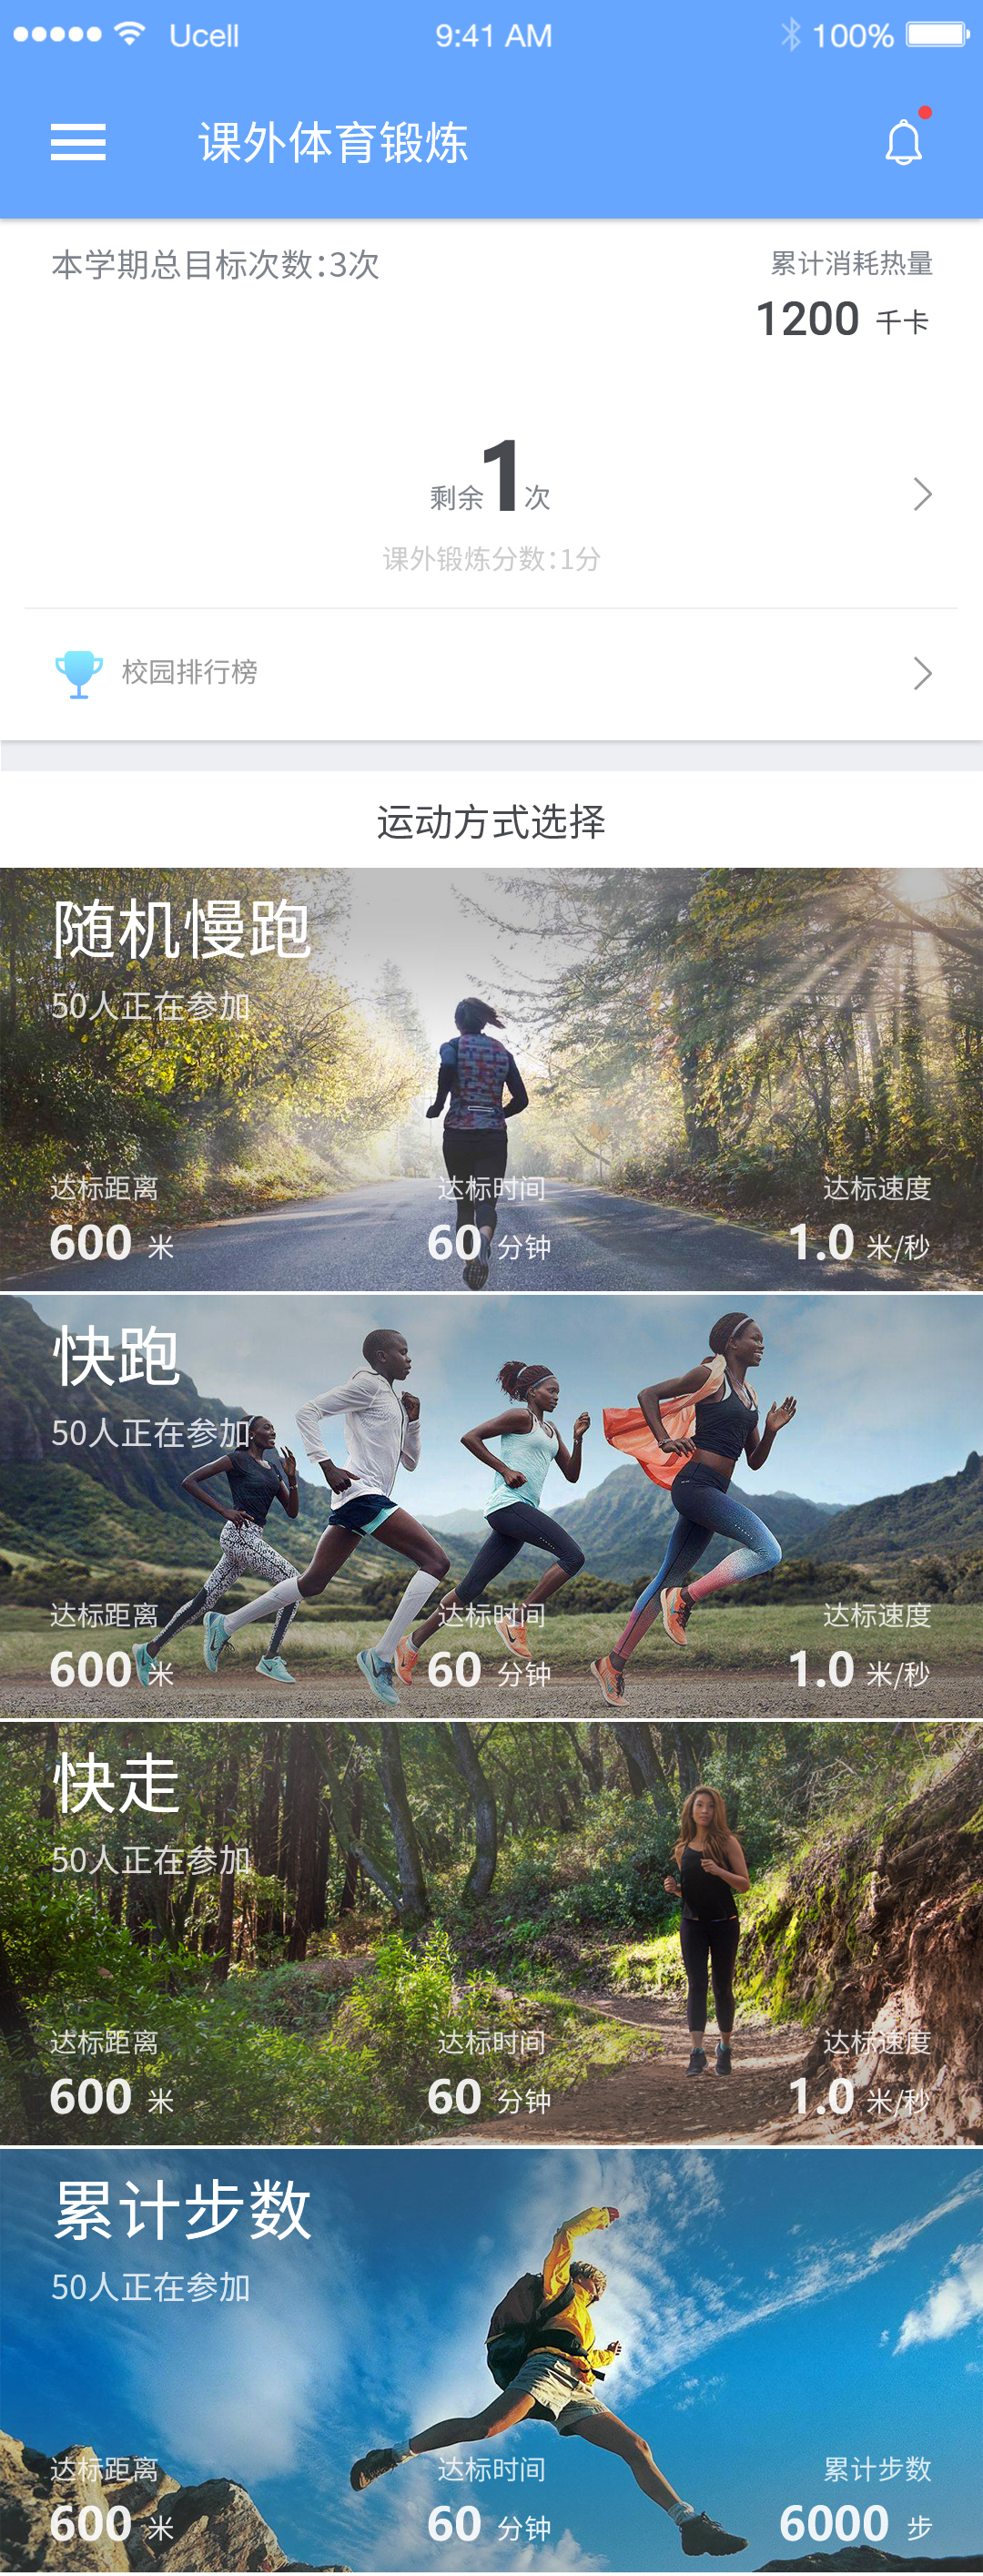 Ucell 9:41 AM 100%
课外体育锻炼
本学期总目标次数:3次
累计消耗热量
1200 千卡
剩余1次
课外锻炼分数:1分
校园排行榜
运动方式选择
随机慢跑
50人正在参加
达标距离 达标时间 达标速度
600 米 60 分钟 1.0 米/秒
快跑
50人正在参加
达标距离 达标时间 达标速度
600 米 60 分钟 1.0 米/秒
快走
50人正在参加
达标距离 达标时间 达标速度
600 米 60 分钟 1.0 米/秒
累计步数
50人正在参加
达标距离 达标时间 累计步数
600 米 60 分钟 6000 步